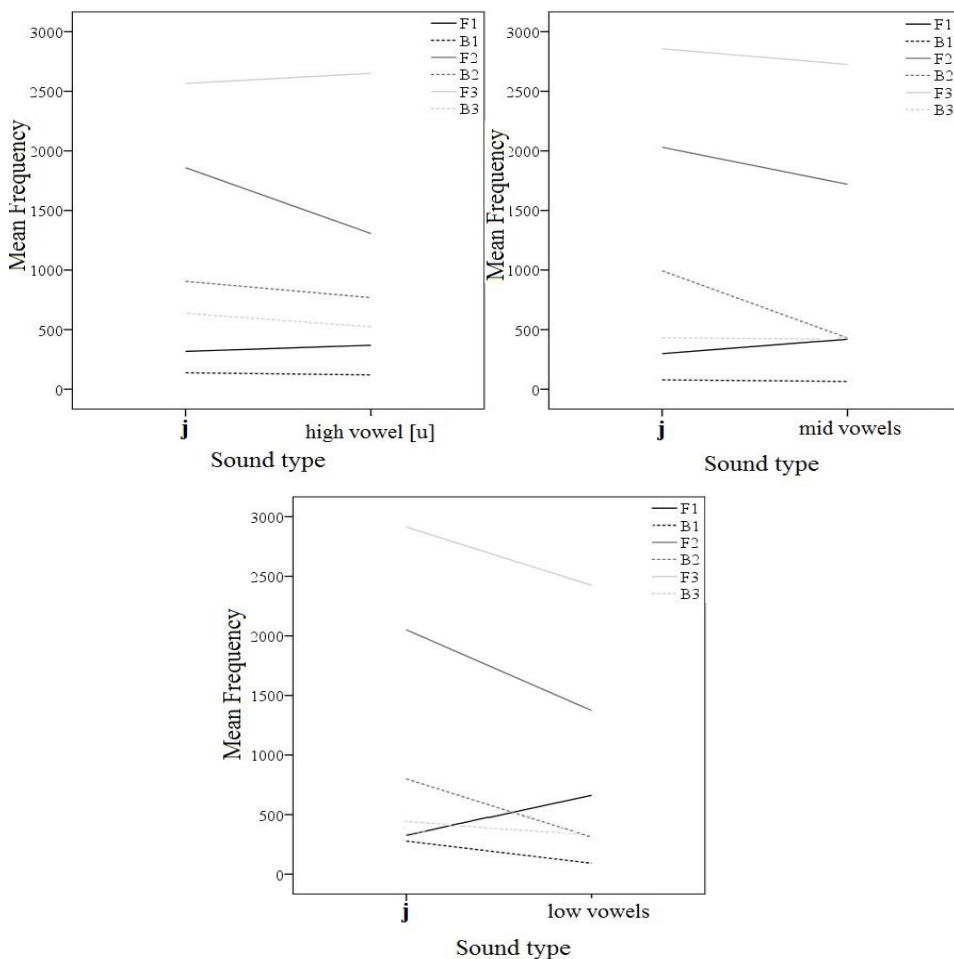 3000
2500
2000
1500
1000
500
0
Mean Frequency
F1
B1
F2
B2
F3
B3
j
high vowel [u]
Sound type
3000
2500
2000
1500
1000
500
0
Mean Frequency
F1
B1
F2
B2
F3
B3
j
mid vowels
Sound type
3000
2500
2000
1500
1000
500
0
Mean Frequency
F1
B1
F2
B2
F3
B3
j
low vowels
Sound type